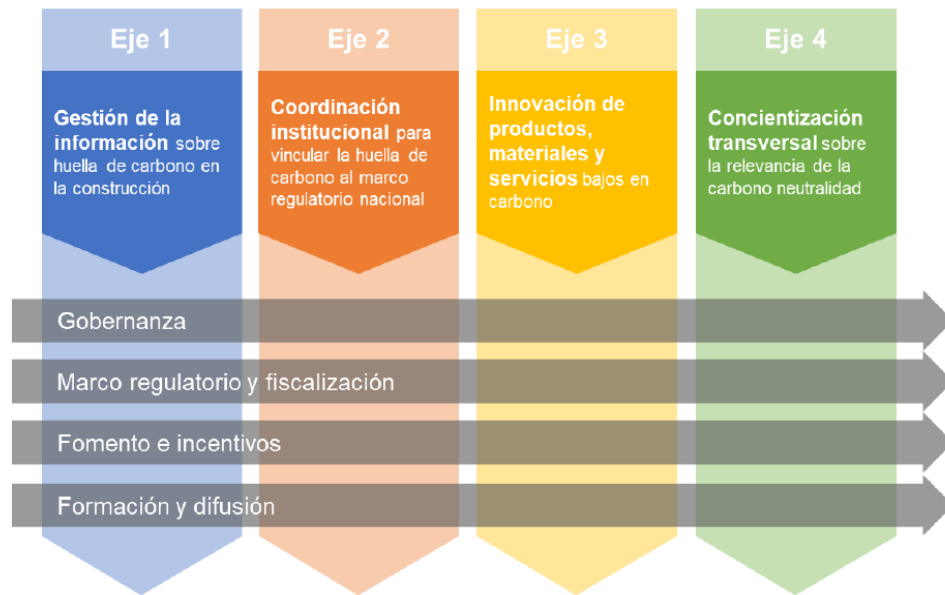 Eje 1
Gestión de la
información sobre
huella de carbono en
la construcción
Eje 2
Coordinación
institucional para
vincular la huella de
carbono al marco
regulatorio nacional
Eje 3
Innovación de
productos,
materiales y
servicios bajos en
carbono
Eje 4
Concientización
transversal sobre
la relevancia de la
carbono neutralidad
Gobernanza
Marco regulatorio y fiscalización
Fomento e incentivos
Formación y difusión